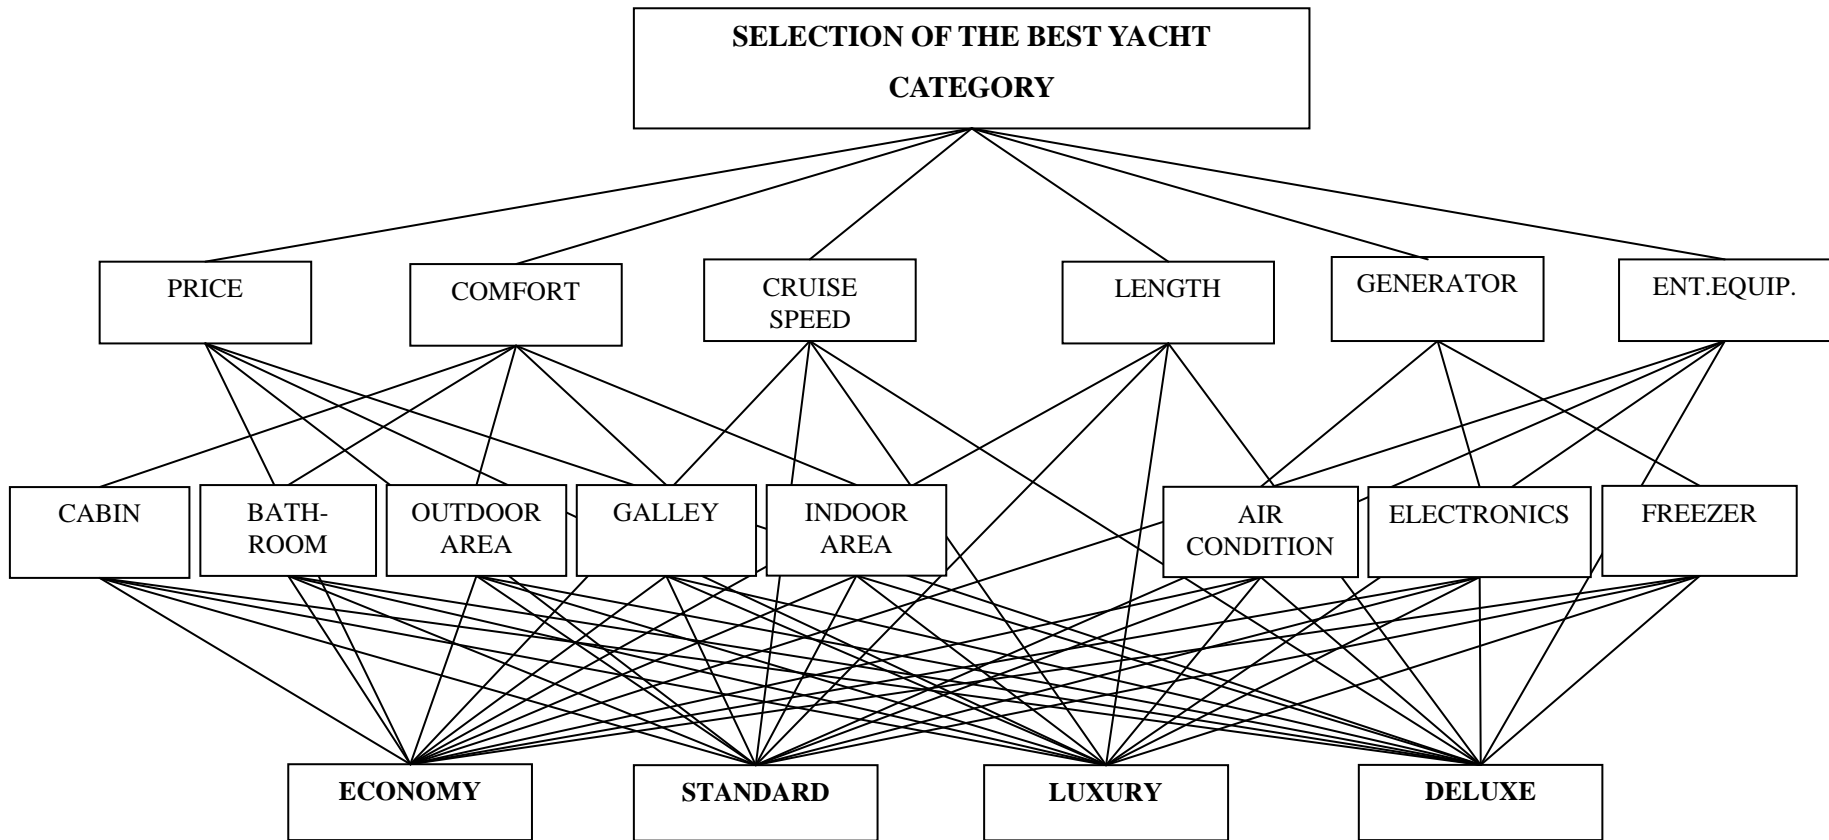 SELECTION OF THE BEST YACHT
CATEGORY
PRICE
COMFORT
CRUISE
SPEED
LENGTH
GENERATOR
ENT.EQUIP.
CABIN
BATH-
ROOM
OUTDOOR
AREA
GALLEY
INDOOR
AREA
AIR
CONDITION
ELECTRONICS
FREEZER
ECONOMY
STANDARD
LUXURY
DELUXE